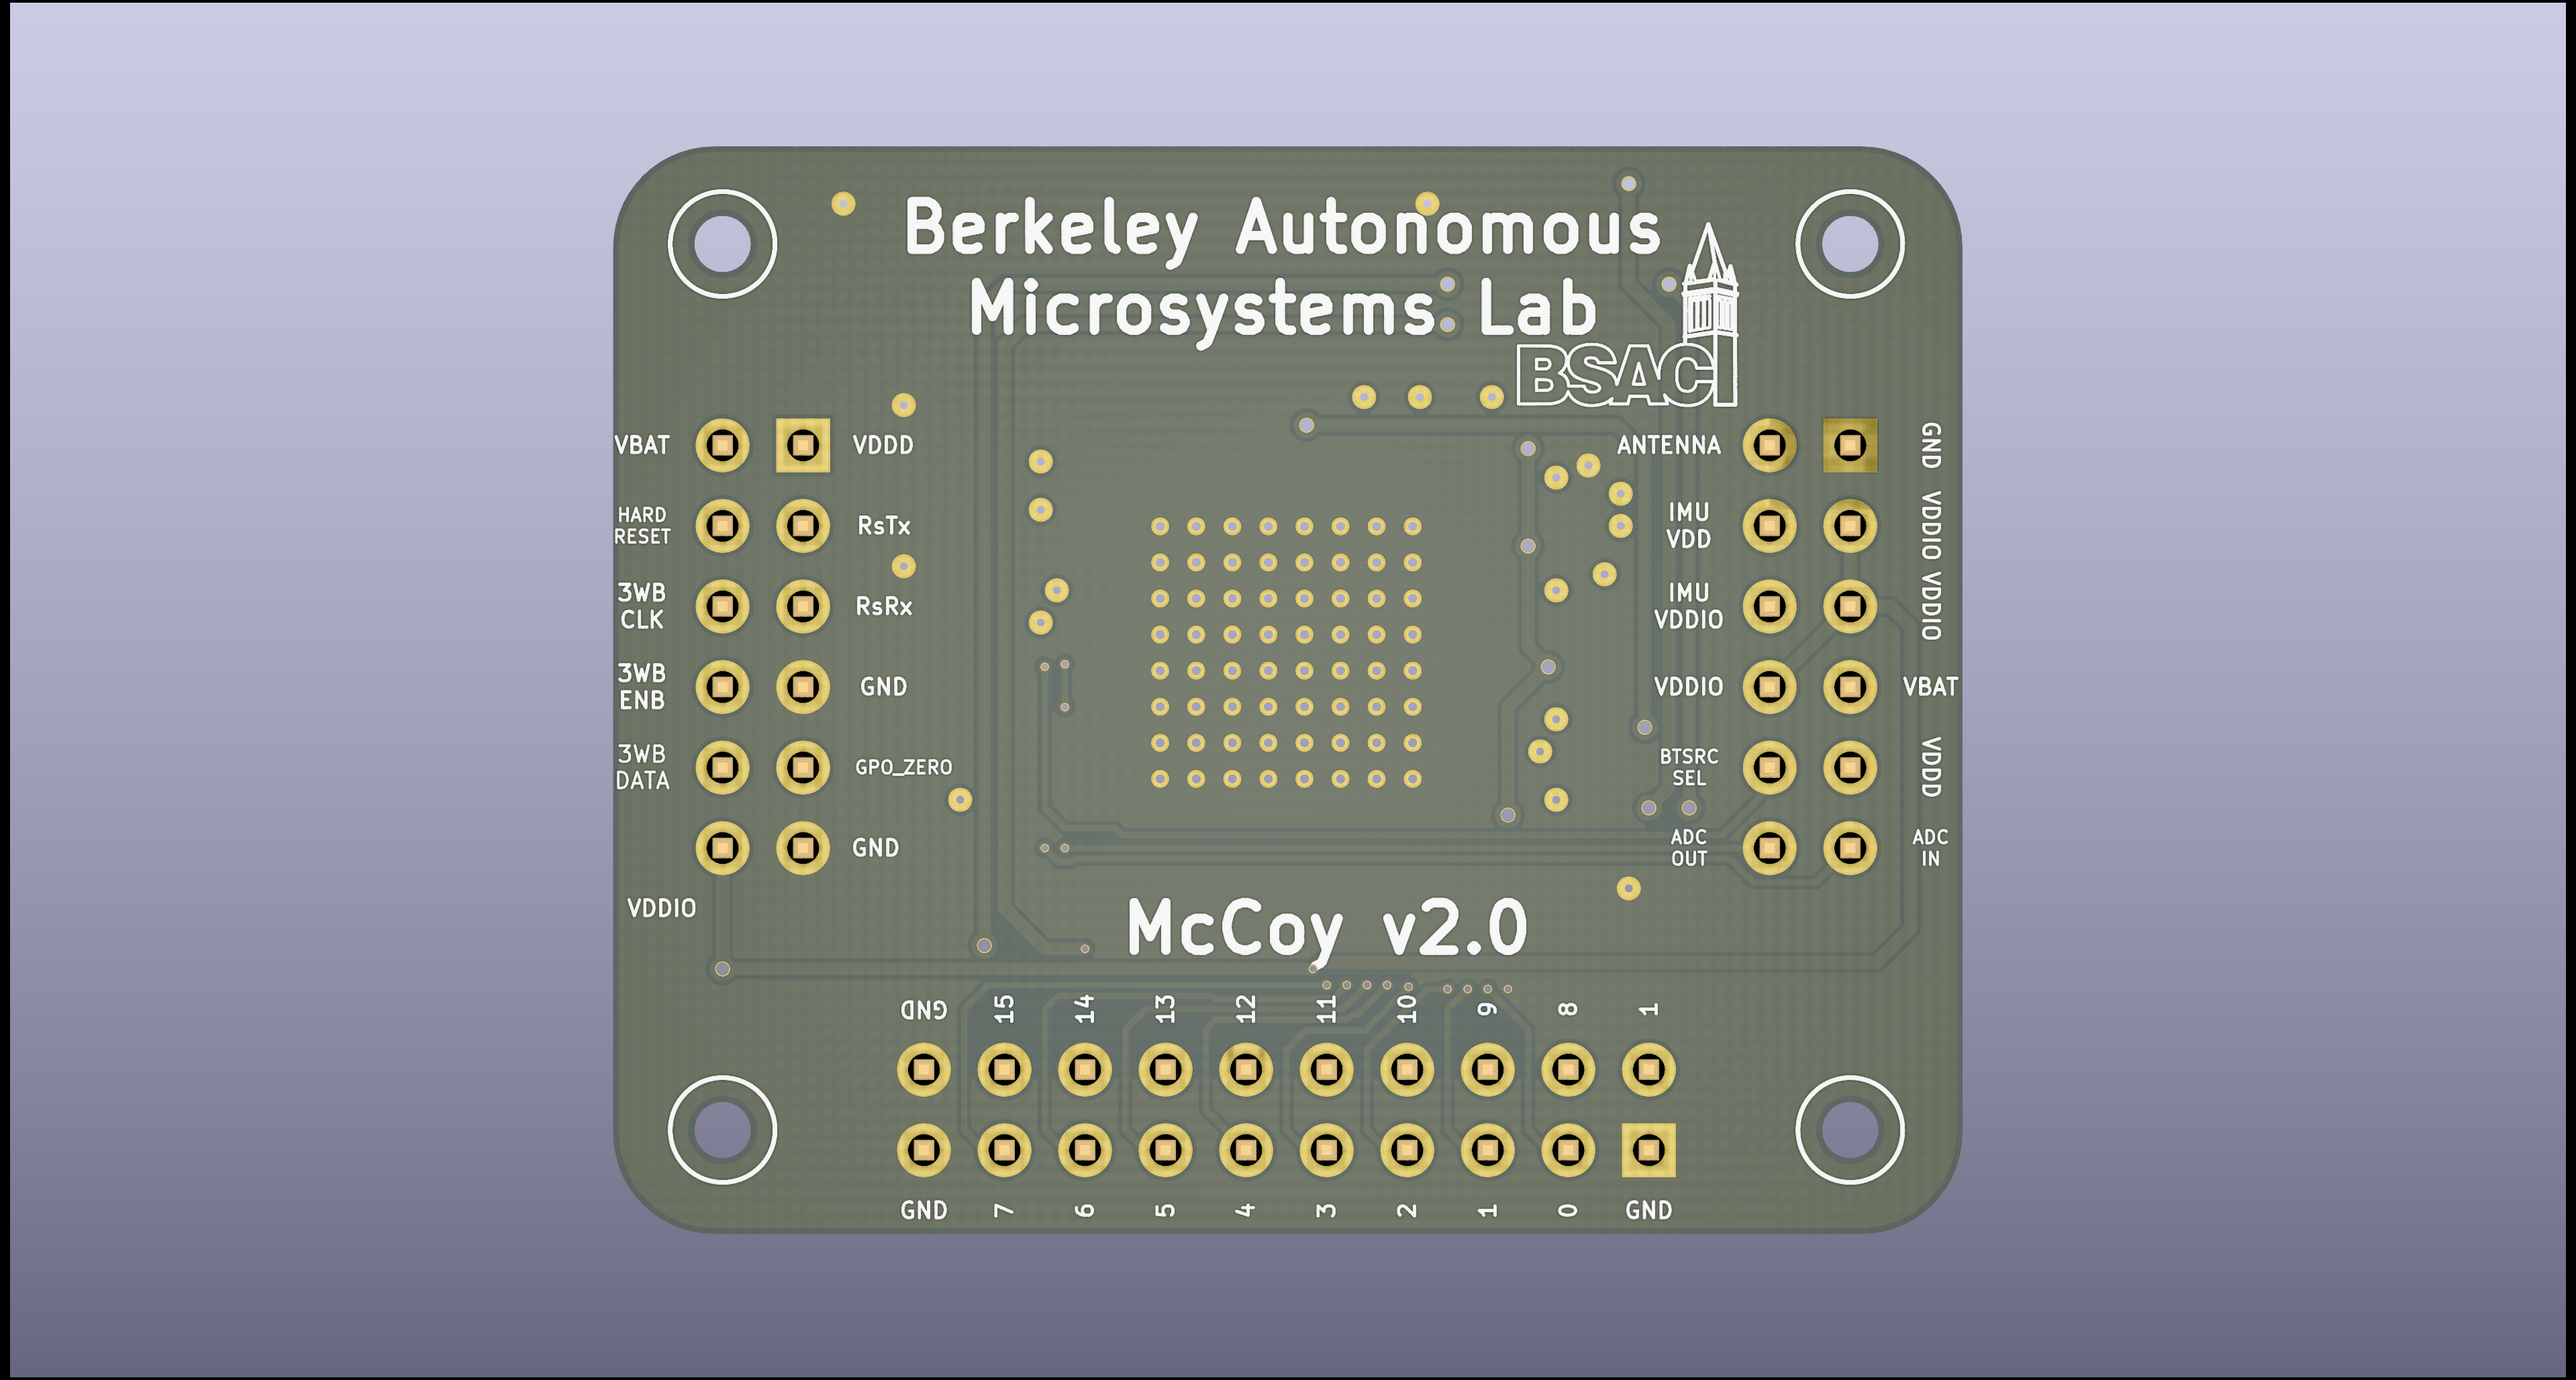 Berkeley Autonomous
Microsystems Lab
BSAC
VBAT
VDDD
HARD
RESET
RsTx
3WB
CLK
RsRx
3WB
ENB
GND
3WB
DATA
GPO_ZERO
GND
VDDIO
ANTENNA
GND
IMU
VDD
VDDIO
IMU
VDDIO
VDDIO
VDDIO
VBAT
BTSRC
SEL
VDDD
ADC
OUT
ADC
IN
McCoy v2.0
GND 15 14 13 12 11 10 9 8 1
GND 7 6 5 4 3 2 1 0 GND